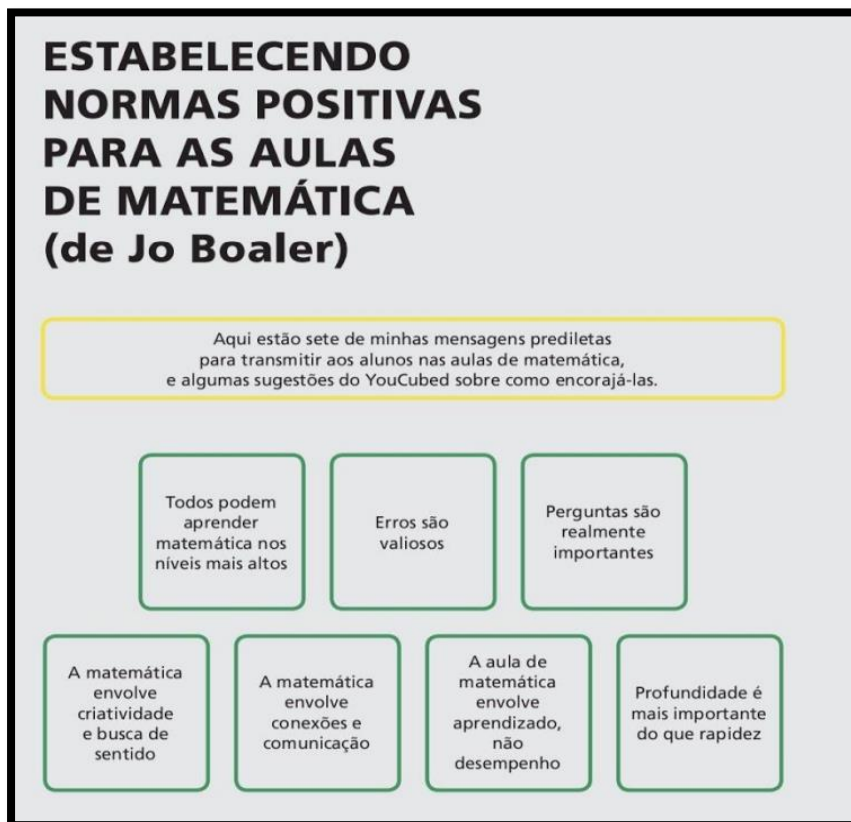 ESTABELECENDO
NORMAS POSITIVAS
PARA AS AULAS
DE MATEMÁTICA
(de Jo Boaler)
Aqui estão sete de minhas mensagens prediletas
para transmitir aos alunos nas aulas de matemática,
e algumas sugestões do YouCubed sobre como encorajá-las.
Todos podem
aprender
matemática nos
níveis mais altos
Erros são
valiosos
Perguntas são
realmente
importantes
A matemática
envolve
criatividade
e busca de
sentido
A matemática
envolve
conexões e
comunicação
A aula de
matemática
envolve
aprendizado,
não
desempenho
Profundidade é
mais importante
do que rapidez